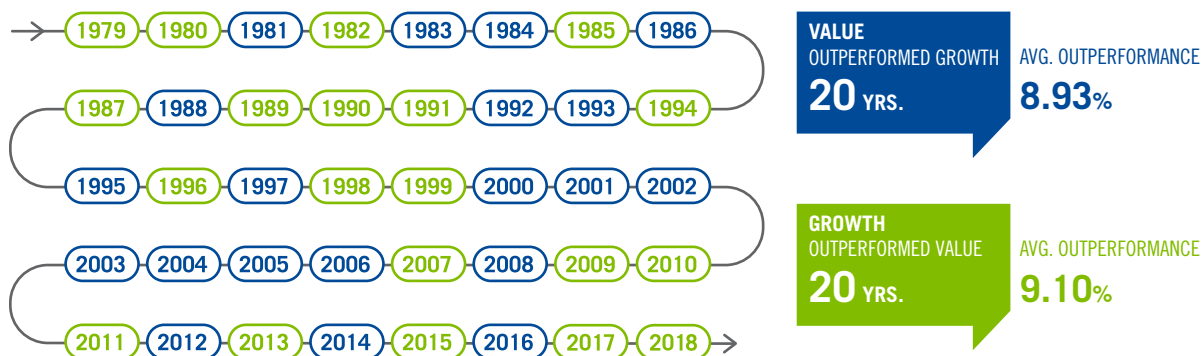 1979 1980 1981 1982 1983 1984 1985 1986
1987 1988 1989 1990 1991 1992 1993 1994
1995 1996 1997 1998 1999 2000 2001 2002
2003 2004 2005 2006 2007 2008 2009 2010
2011 2012 2013 2014 2015 2016 2017 2018
VALUE
OUTPERFORMED GROWTH
20 YRS.
AVG. OUTPERFORMANCE
8.93%
GROWTH
OUTPERFORMED VALUE
20 YRS.
AVG. OUTPERFORMANCE
9.10%